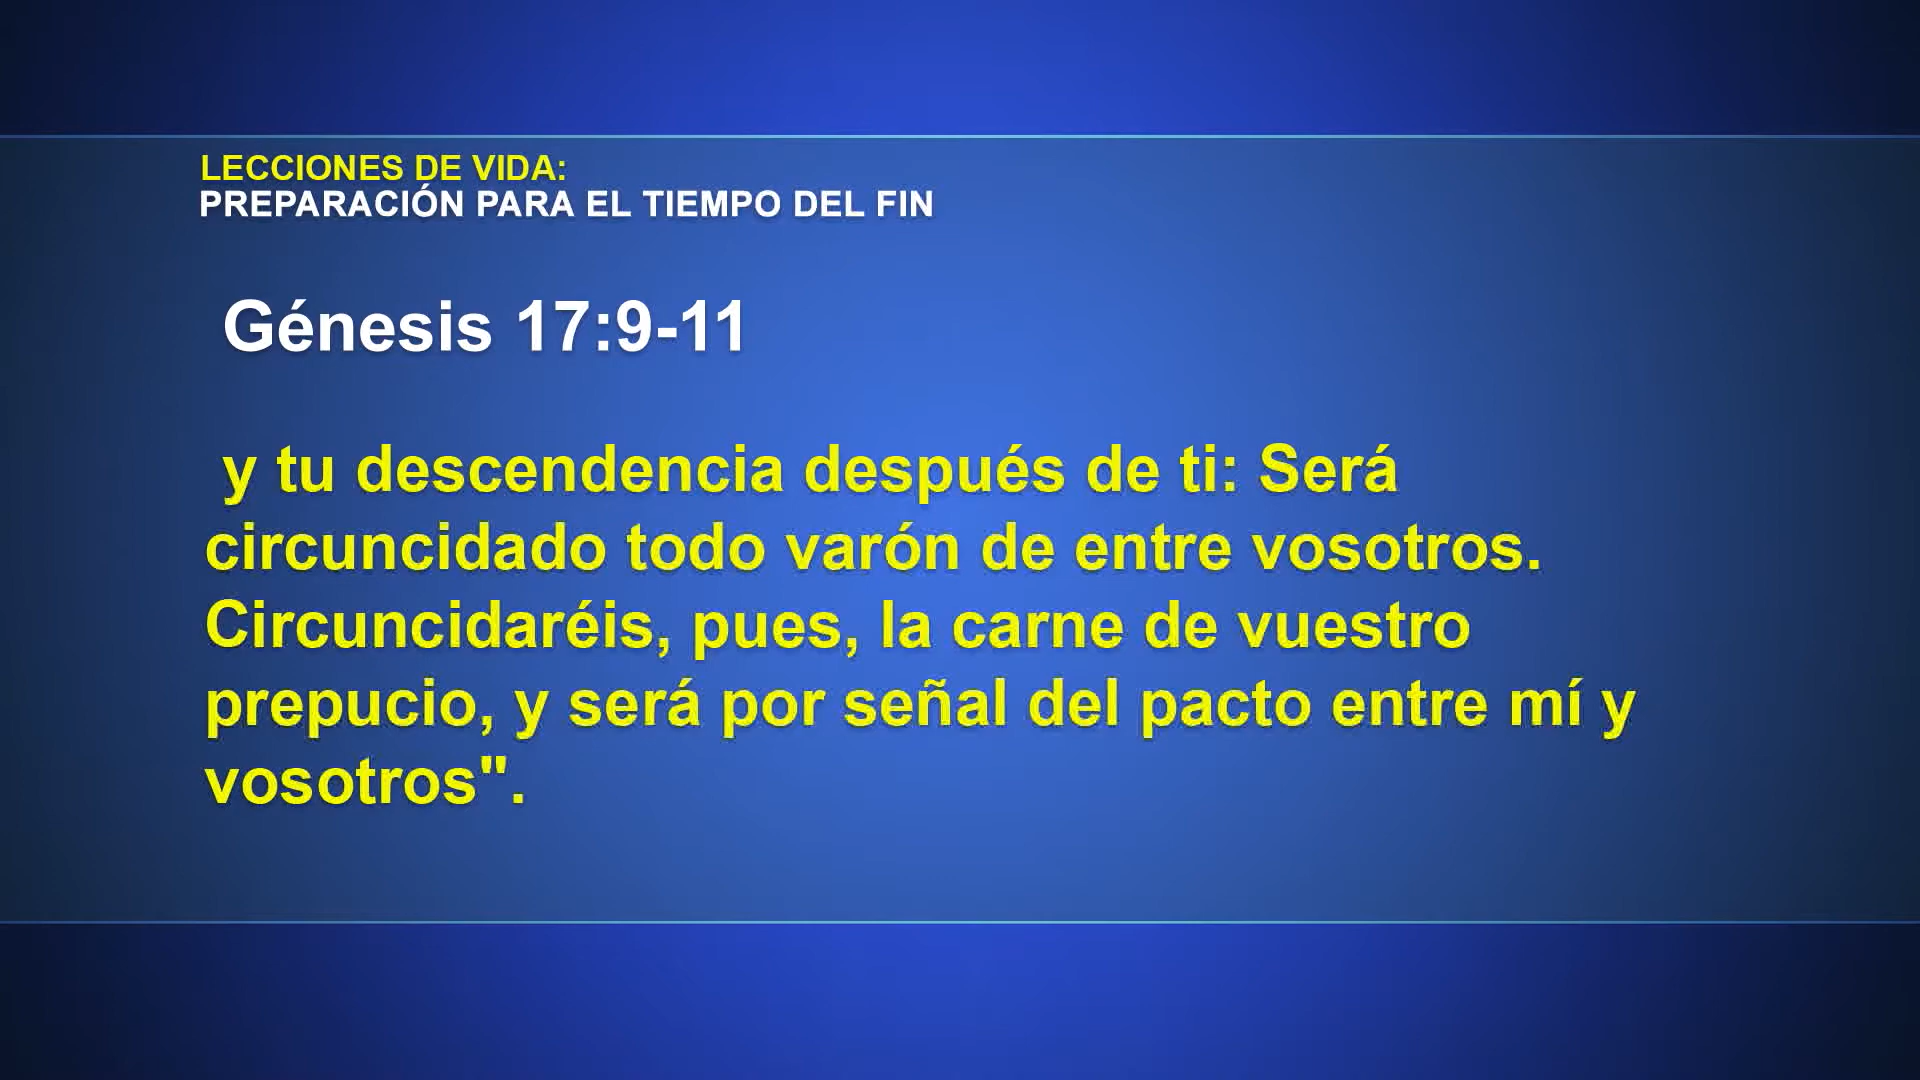 LECCIONES DE VIDA:
PREPARACIÓN PARA EL TIEMPO DEL FIN
Génesis 17:9-11
y tu descendencia después de ti: Será
circuncidado todo varón de entre vosotros.
Circuncidaréis, pues, la carne de vuestro
prepucio, y será por señal del pacto entre mí y
vosotros".